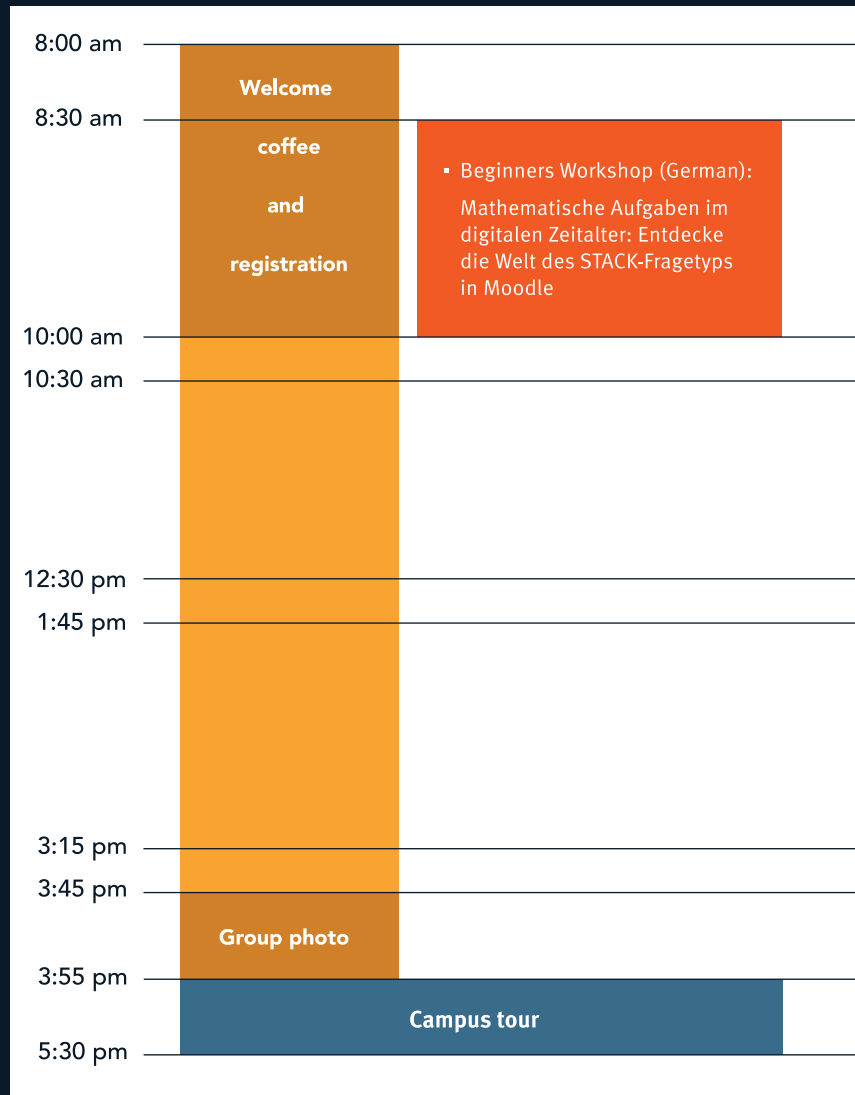 8:00 am
Welcome
8:30 am
coffee
and
registration
▪ Beginners Workshop (German):
Mathematische Aufgaben im
digitalen Zeitalter: Entdecke
die Welt des STACK-Fragetyps
in Moodle
10:00 am
10:30 am
12:30 pm
1:45 pm
3:15 pm
3:45 pm
Group photo
3:55 pm
Campus tour
5:30 pm